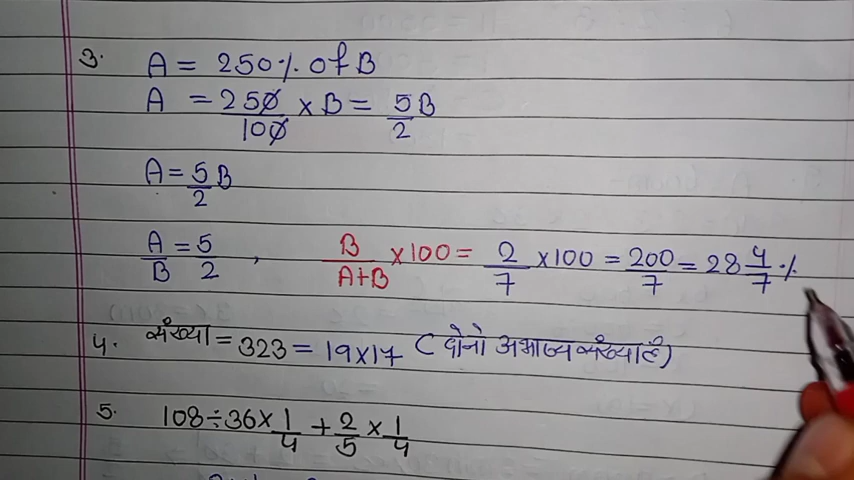 3. A = 250% of B
A = 250/100 × B = 5B/2
A = 5/2 B
A/B = 5/2 , B/A+B ×100 = 2/7 ×100 = 200/7 = 28 4/7 %
4. संख्या = 323 = 19×17 (दोनो अभाज्य संख्या है)
5. 108÷36×1/4 + 2/5 × 1/4